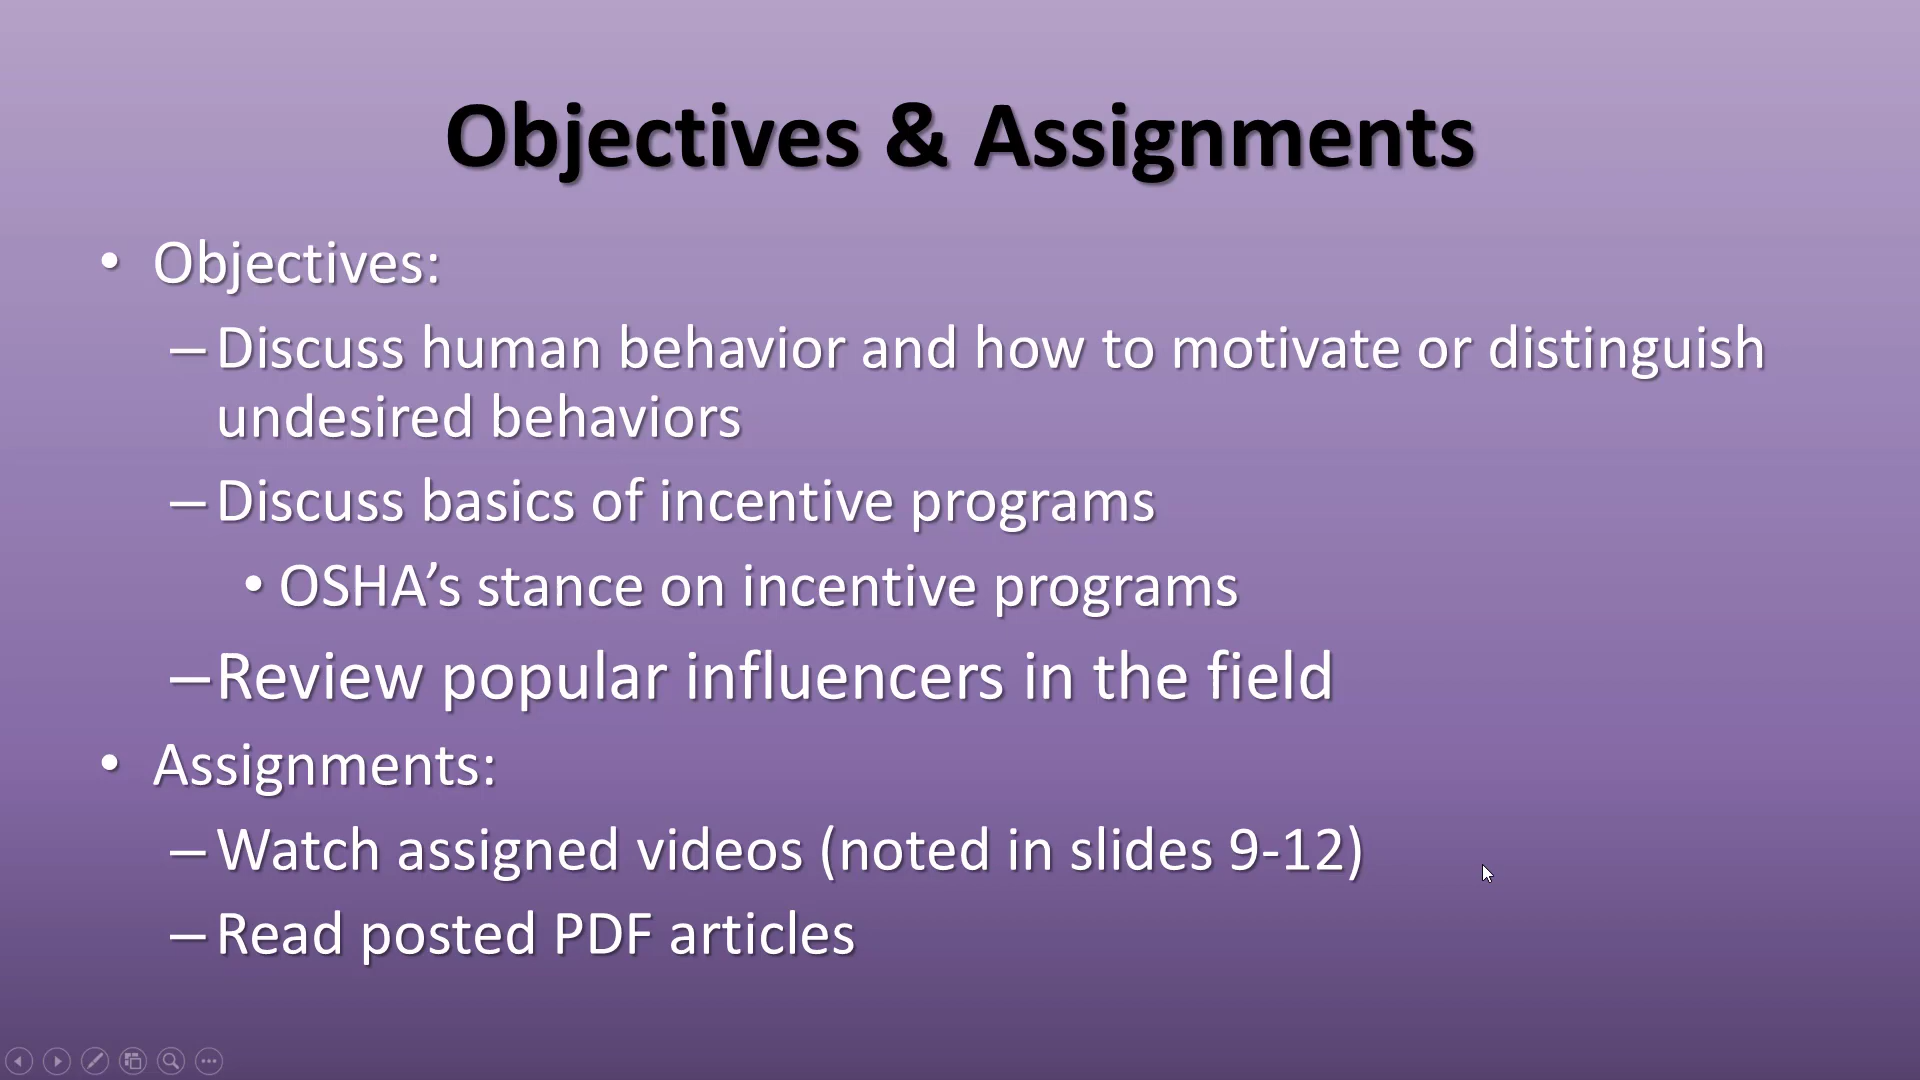 Objectives & Assignments
• Objectives:
– Discuss human behavior and how to motivate or distinguish
undesired behaviors
– Discuss basics of incentive programs
• OSHA’s stance on incentive programs
– Review popular influencers in the field
• Assignments:
– Watch assigned videos (noted in slides 9-12)
– Read posted PDF articles